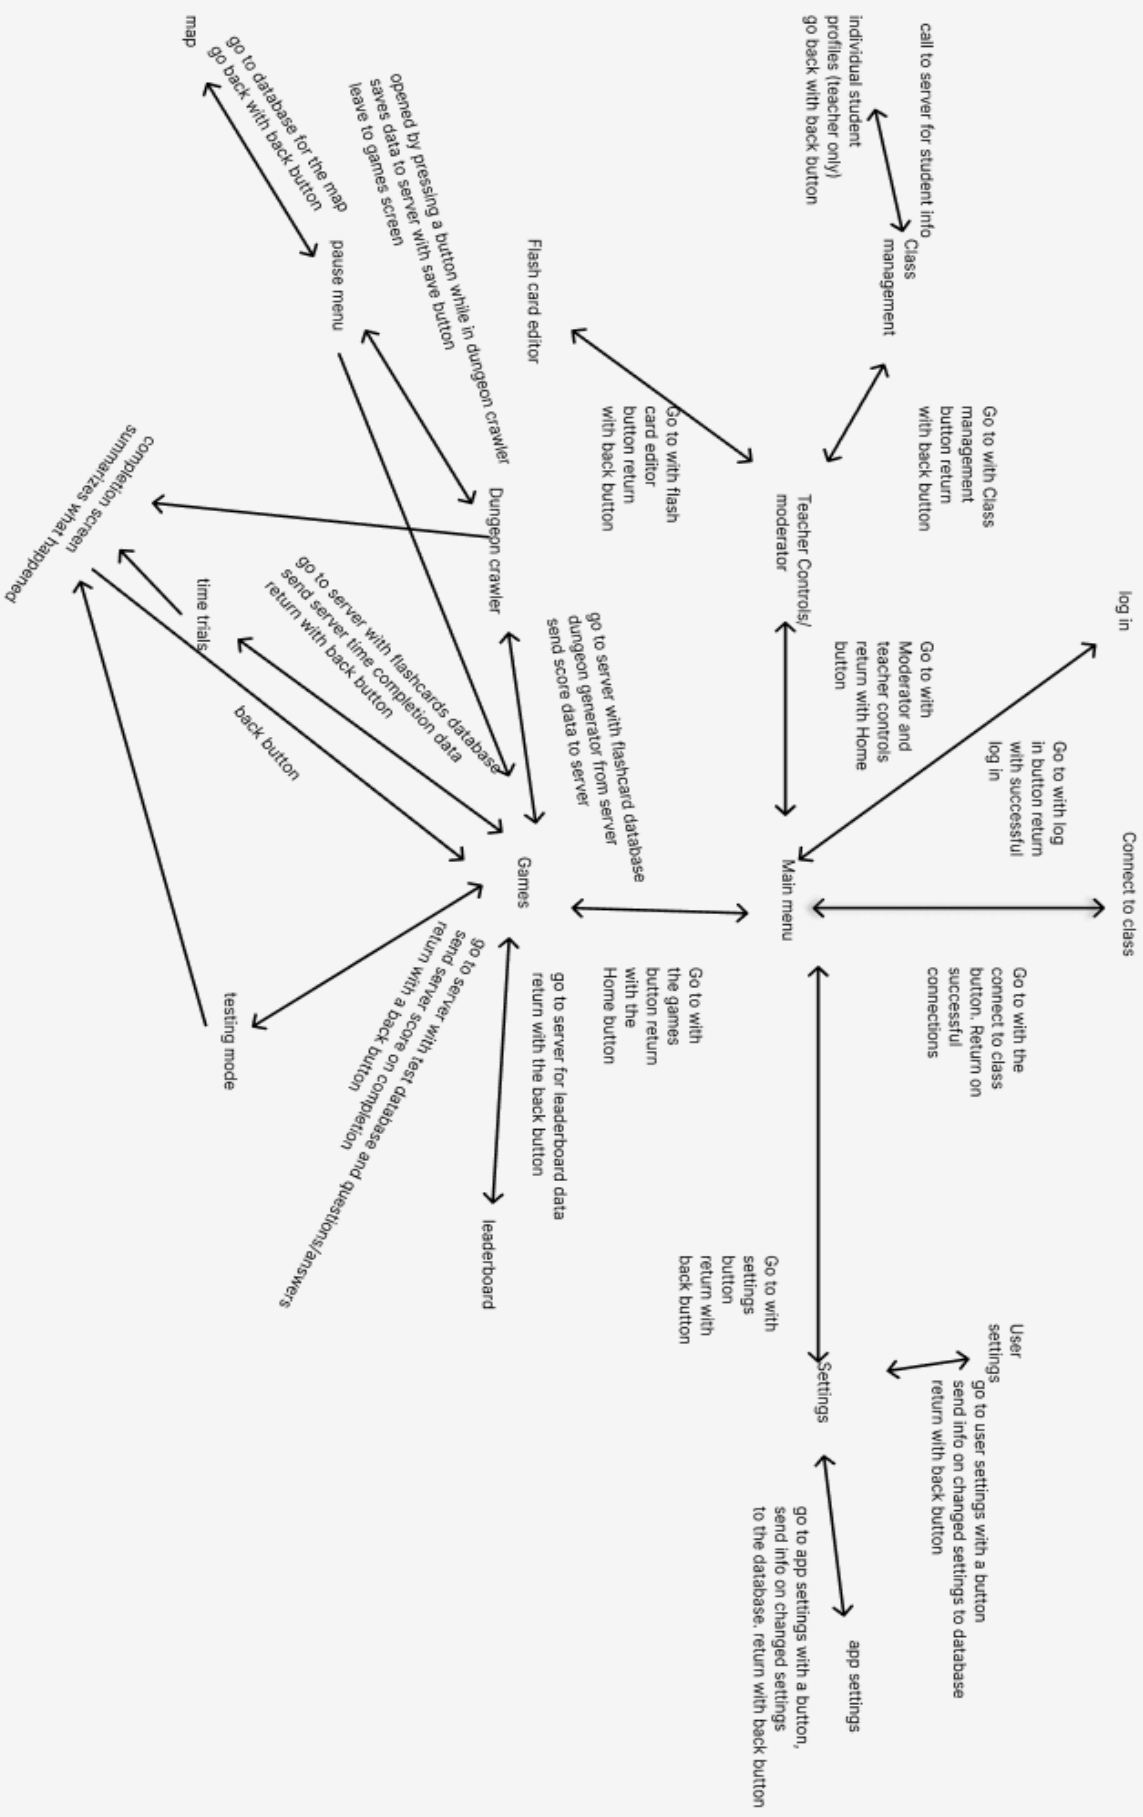 log in
Connect to class
Go to with log
in button return
with successful
log in
Go to with the
connect to class
button. Return on
successful
connections
User
settings
go to user settings with a button
send info on changed settings to database
return with back button
call to server for student info
individual student
profiles (teacher only)
go back with back button
Class
management
Go to with Class
management
button return
with back button
Teacher Controls/
moderator
Go to with
Moderator and
teacher controls
return with Home
button
Main menu
Settings
app settings
Go to with
settings
button
return with
back button
go to app settings with a button,
send info on changed settings
to the database. return with back button
Go to with flash
card editor
button return
with back button
Go to with
the games
button return
with the
Home button
Flash card editor
go to server with flashcard database
dungeon generator from server
send score data to server
Games
go to server for leaderboard data
return with the back button
leaderboard
Dungeon crawler
opened by pressing a button while in dungeon crawler
saves data to server with save button
leave to games screen
pause menu
go to database for the map
go back with back button
map
go to server with flashcards database
send server time completion data
return with back button
time trials
back button
go to server with test database and questions/answers
send server score on completion
return with a back button
testing mode
completion screen
summarizes what happened